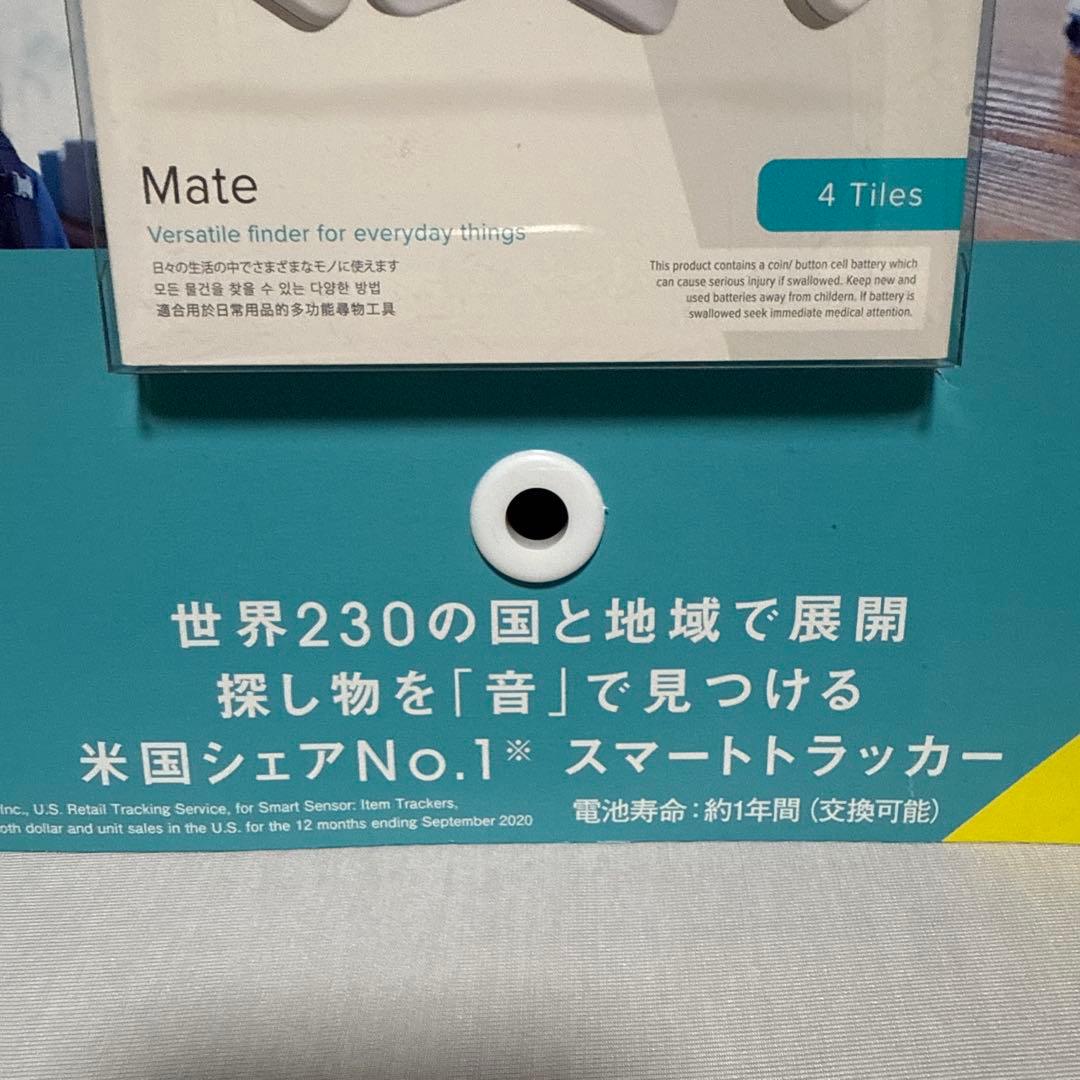 Mate
Versatile finder for everyday things
日々の生活の中でさまざまなモノに使えます
모든 물건을 찾을 수 있는 다양한 방법
適合用於日常用品的多功能尋物工具
4 Tiles
This product contains a coin/ button cell battery which
can cause serious injury if swallowed. Keep new and
used batteries away from childern. If battery is
swallowed seek immediate medical attention.
世界230の国と地域で展開
探し物を「音」で見つける
米国シェアNo.1※ スマートトラッカー
Inc., U.S. Retail Tracking Service, for Smart Sensor: Item Trackers,
oth dollar and unit sales in the U.S. for the 12 months ending September 2020
電池寿命：約1年間（交換可能）